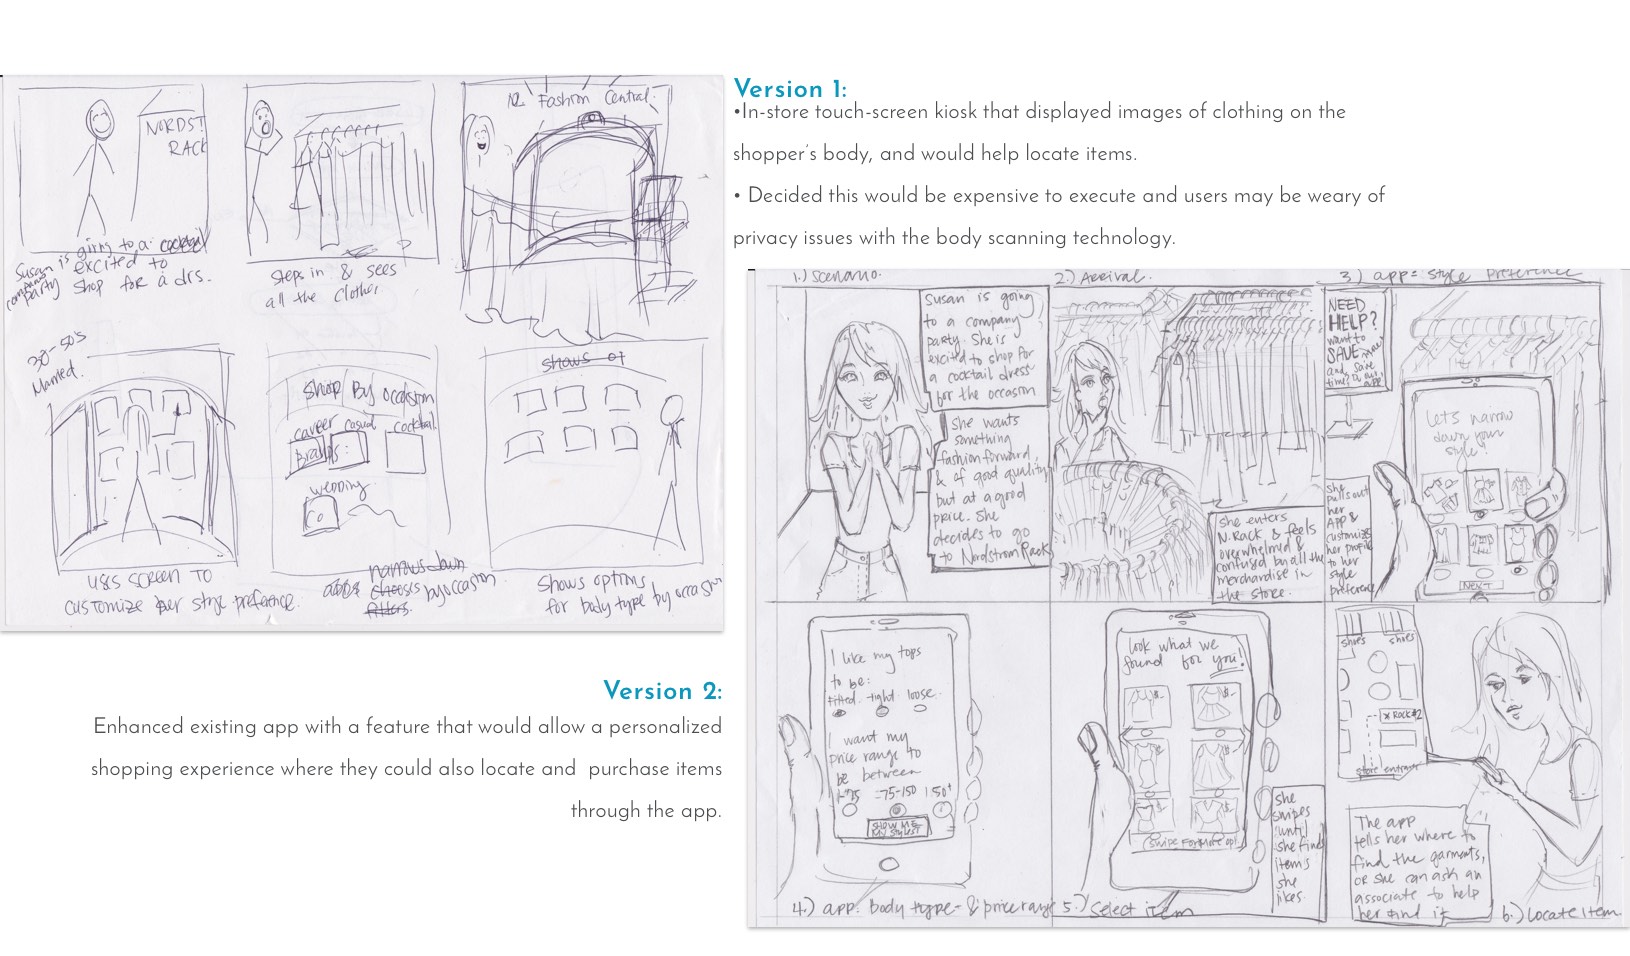 NORDST
RACK
Susan is going to a cocktail
company party excited to
shop for a drs.
steps in & sees
all the clothes
Fashion Central
30-50's
Married.
uses screen to
customize her style preference.
Shop By occasion
career casual cocktail
Brands:
wedding
narrows down
chooses by occasion
filters.
shows of
Shows options
for body type by occasion
Version 1:
•In-store touch-screen kiosk that displayed images of clothing on the
shopper's body, and would help locate items.
• Decided this would be expensive to execute and users may be weary of
privacy issues with the body scanning technology.
Version 2:
Enhanced existing app with a feature that would allow a personalized
shopping experience where they could also locate and purchase items
through the app.
1.) Scenario.
Susan is going
to a company
party. She is
excited to shop for
a cocktail dress
for the occasion
She wants
something
fashion forward,
& of good quality
but at a good
price. She
decides to go
to Nordstrom Rack
2.) Arrival.
She enters
N. Rack & feels
overwhelmed &
confused by all the
merchandise in
the store.
3.) app: Style Preference
NEED
HELP?
want to
SAVE
and save
time?
Let's narrow
down your
style!
NEXT
She
pulls out
her
APP &
customizes
her profile
to her
style
preference
I like my tops
to be:
fitted. tight. loose.
I want my
price range to
be between
=75-150 150+
SHOW ME
MY STYLES!
4.) app: Body type & price range
Look what we
found for you!
Swipe for more
She
swipes
until
she finds
items
she
likes.
5.) Select item
shoes shoes
x Rack #2
store entrance
The app
tells her where to
find the garments,
or she can ask an
associate to help
her find it
6.) Locate Item